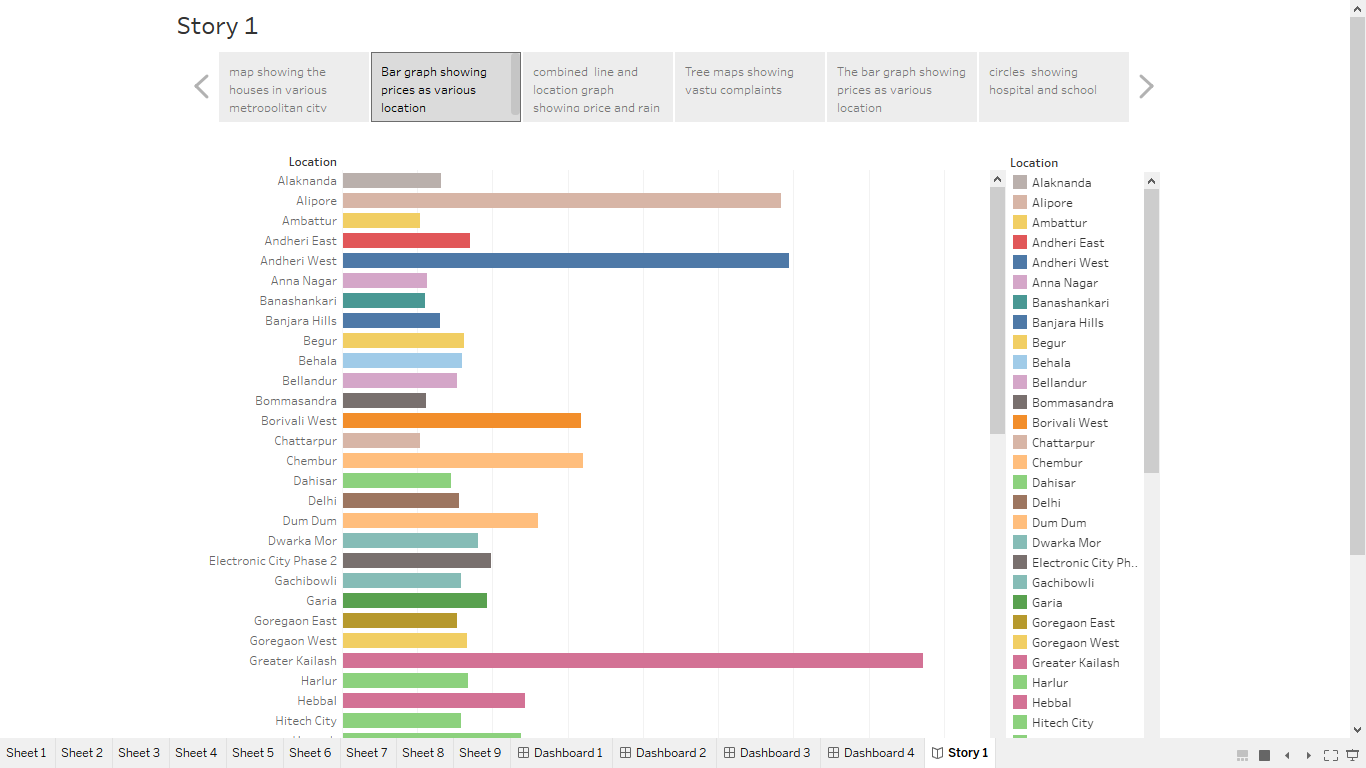 Story 1
map showing the
houses in various
metropolitan city
Bar graph showing
prices as various
location
combined line and
location graph
showing price and rain
Tree maps showing
vastu complaints
The bar graph showing
prices as various
location
circles showing
hospital and school
Location
Alaknanda
Alipore
Ambattur
Andheri East
Andheri West
Anna Nagar
Banashankari
Banjara Hills
Begur
Behala
Bellandur
Bommasandra
Borivali West
Chattarpur
Chembur
Dahisar
Delhi
Dum Dum
Dwarka Mor
Electronic City Phase 2
Gachibowli
Garia
Goregaon East
Goregaon West
Greater Kailash
Harlur
Hebbal
Hitech City
Location
Alaknanda
Alipore
Ambattur
Andheri East
Andheri West
Anna Nagar
Banashankari
Banjara Hills
Begur
Behala
Bellandur
Bommasandra
Borivali West
Chattarpur
Chembur
Dahisar
Delhi
Dum Dum
Dwarka Mor
Electronic City Ph..
Gachibowli
Garia
Goregaon East
Goregaon West
Greater Kailash
Harlur
Hebbal
Hitech City
Sheet 1 Sheet 2 Sheet 3 Sheet 4 Sheet 5 Sheet 6 Sheet 7 Sheet 8 Sheet 9 Dashboard 1 Dashboard 2 Dashboard 3 Dashboard 4 Story 1